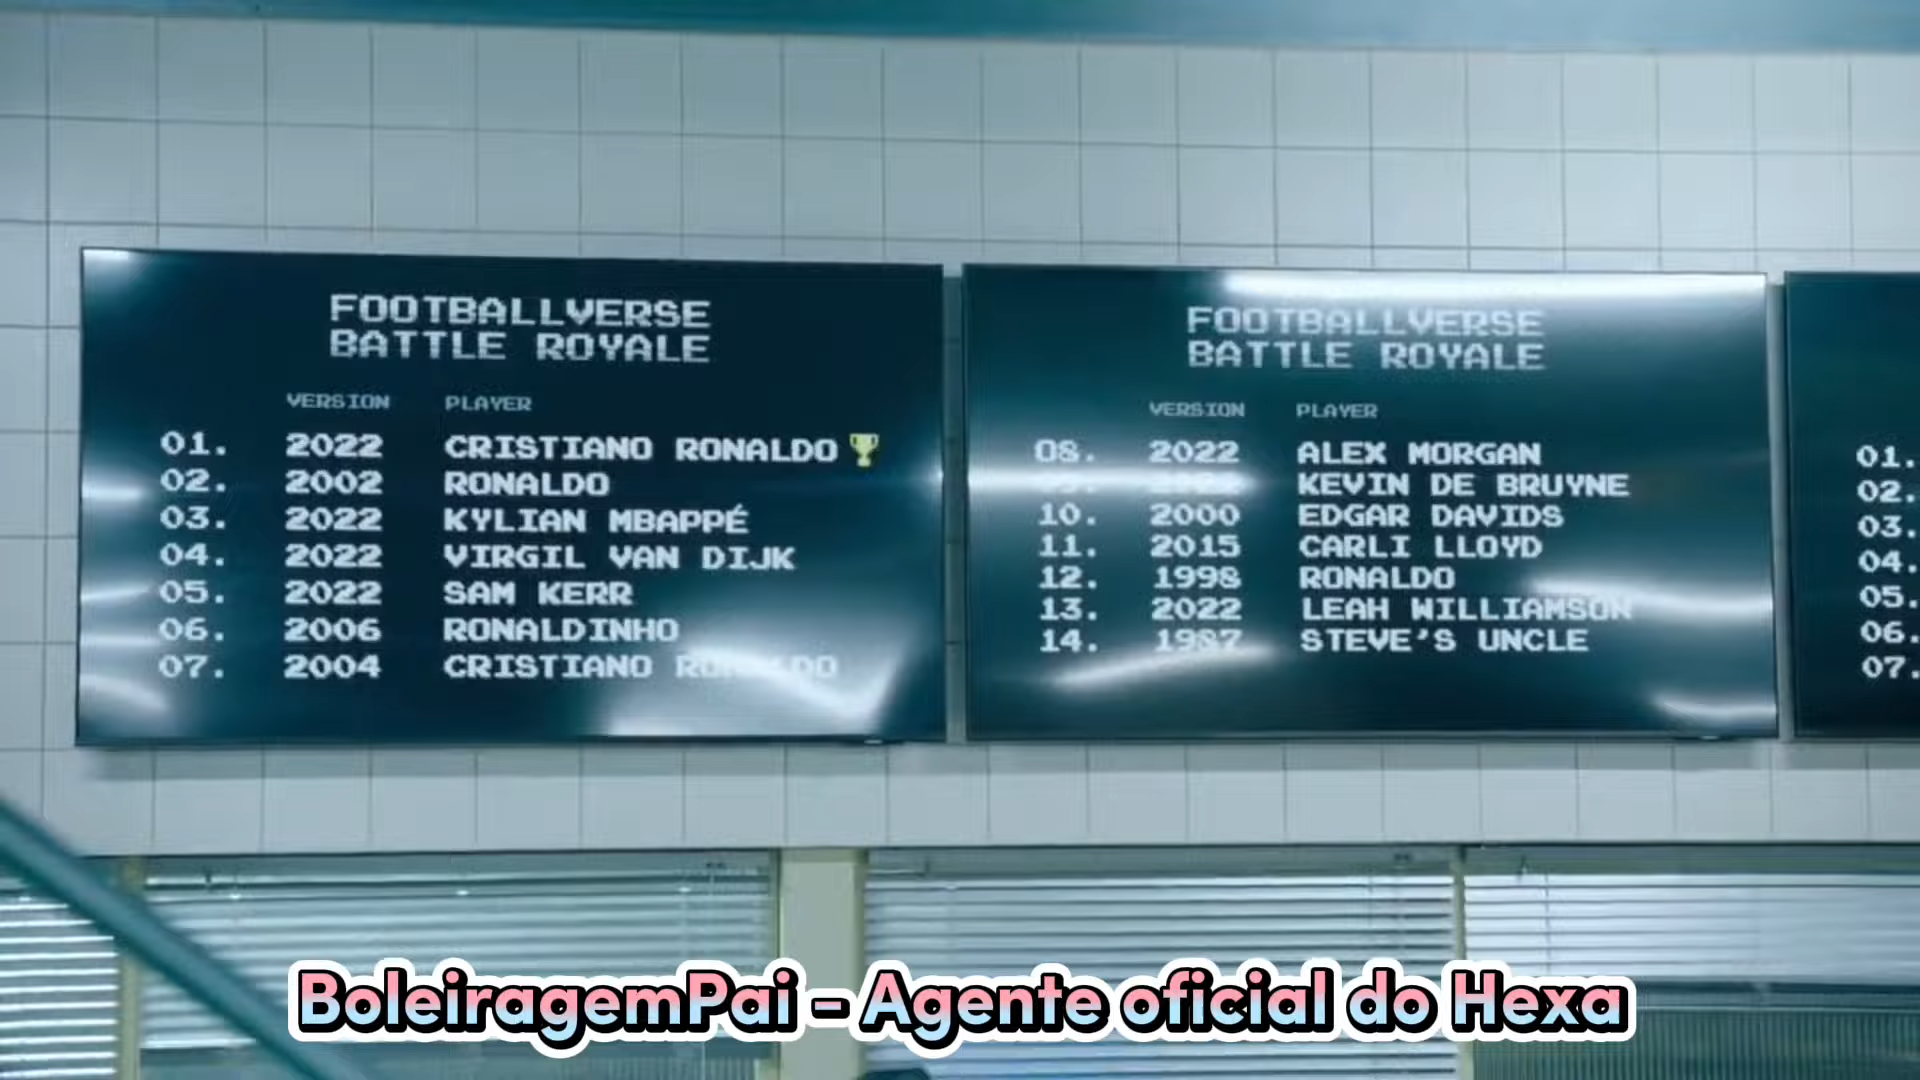 FOOTBALLVERSE
BATTLE ROYALE
VERSION PLAYER
01. 2022 CRISTIANO RONALDO
02. 2002 RONALDO
03. 2022 KYLIAN MBAPPÉ
04. 2022 VIRGIL VAN DIJK
05. 2022 SAM KERR
06. 2006 RONALDINHO
07. 2004 CRISTIANO RONALDO
FOOTBALLVERSE
BATTLE ROYALE
VERSION PLAYER
08. 2022 ALEX MORGAN
KEVIN DE BRUYNE
10. 2000 EDGAR DAVIDS
11. 2015 CARLI LLOYD
12. 1998 RONALDO
13. 2022 LEAH WILLIAMSON
14. 1987 STEVE'S UNCLE
01.
02.
03.
04.
05.
06.
07.
BoleiragemPai - Agente oficial do Hexa